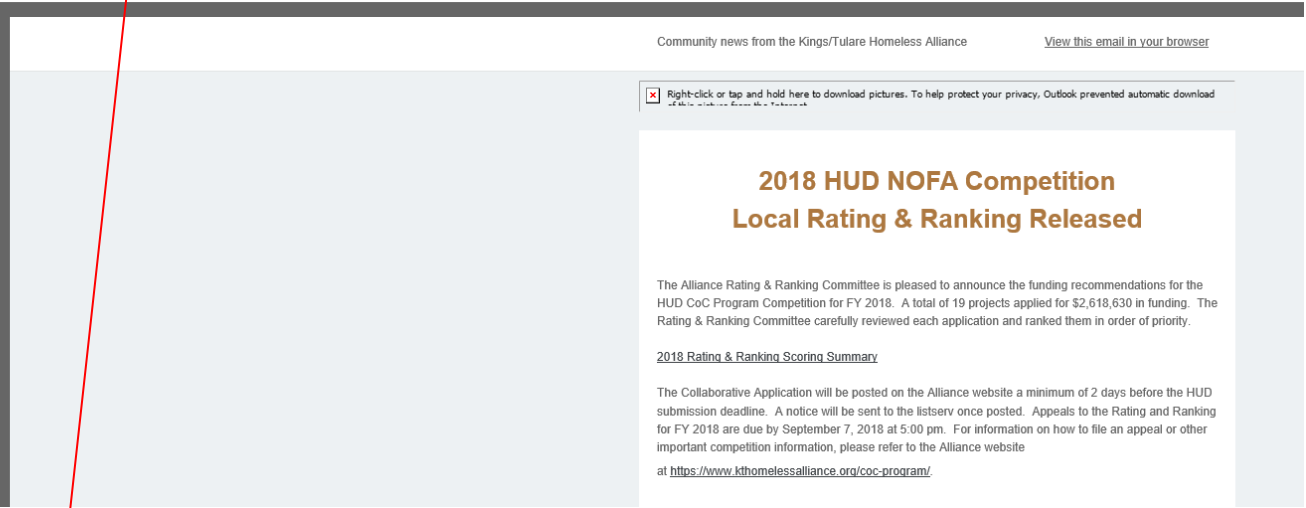 Community news from the Kings/Tulare Homeless Alliance View this email in your browser
Right-click or tap and hold here to download pictures. To help protect your privacy, Outlook prevented automatic download
of this picture from the Internet.
2018 HUD NOFA Competition
Local Rating & Ranking Released
The Alliance Rating & Ranking Committee is pleased to announce the funding recommendations for the
HUD CoC Program Competition for FY 2018. A total of 19 projects applied for $2,618,630 in funding. The
Rating & Ranking Committee carefully reviewed each application and ranked them in order of priority.
2018 Rating & Ranking Scoring Summary
The Collaborative Application will be posted on the Alliance website a minimum of 2 days before the HUD
submission deadline. A notice will be sent to the listserv once posted. Appeals to the Rating and Ranking
for FY 2018 are due by September 7, 2018 at 5:00 pm. For information on how to file an appeal or other
important competition information, please refer to the Alliance website
at https://www.kthomelessalliance.org/coc-program/.